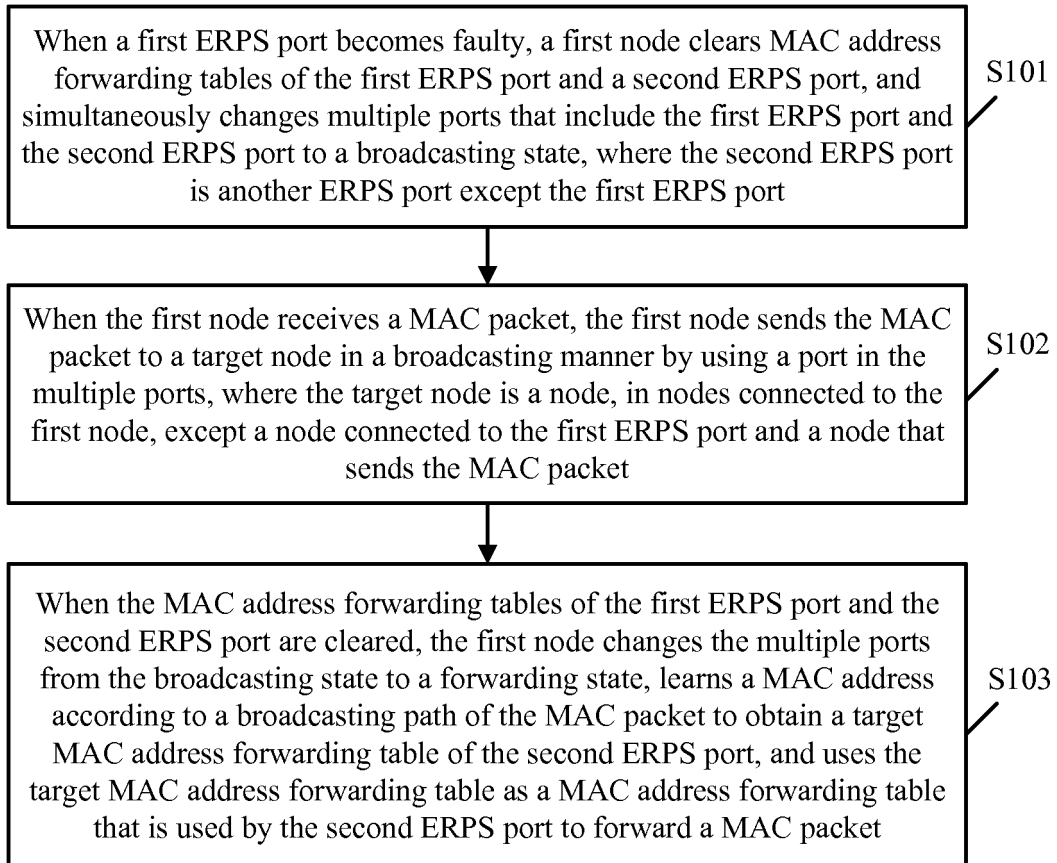 When a first ERPS port becomes faulty, a first node clears MAC address
forwarding tables of the first ERPS port and a second ERPS port, and
simultaneously changes multiple ports that include the first ERPS port and
the second ERPS port to a broadcasting state, where the second ERPS port
is another ERPS port except the first ERPS port
S101
When the first node receives a MAC packet, the first node sends the MAC
packet to a target node in a broadcasting manner by using a port in the
multiple ports, where the target node is a node, in nodes connected to the
first node, except a node connected to the first ERPS port and a node that
sends the MAC packet
S102
When the MAC address forwarding tables of the first ERPS port and the
second ERPS port are cleared, the first node changes the multiple ports
from the broadcasting state to a forwarding state, learns a MAC address
according to a broadcasting path of the MAC packet to obtain a target
MAC address forwarding table of the second ERPS port, and uses the
target MAC address forwarding table as a MAC address forwarding table
that is used by the second ERPS port to forward a MAC packet
S103